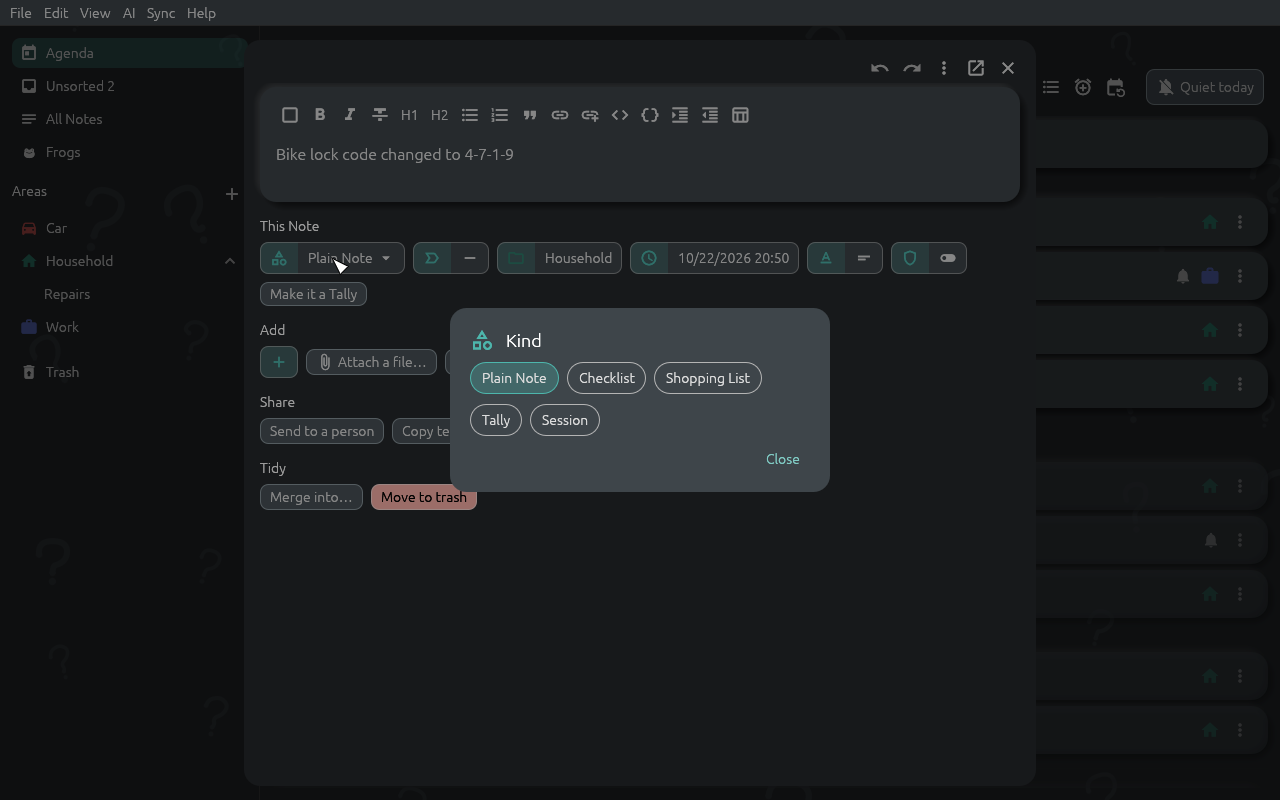 File Edit View AI Sync Help
Agenda
Unsorted 2
All Notes
Frogs
Areas
Car
Household
Repairs
Work
Trash
Quiet today
H1 H2
Bike lock code changed to 4-7-1-9
This Note
Plain Note
Household
10/22/2026 20:50
Make it a Tally
Add
Attach a file…
Share
Send to a person
Copy te
Tidy
Merge into…
Move to trash
Kind
Plain Note
Checklist
Shopping List
Tally
Session
Close